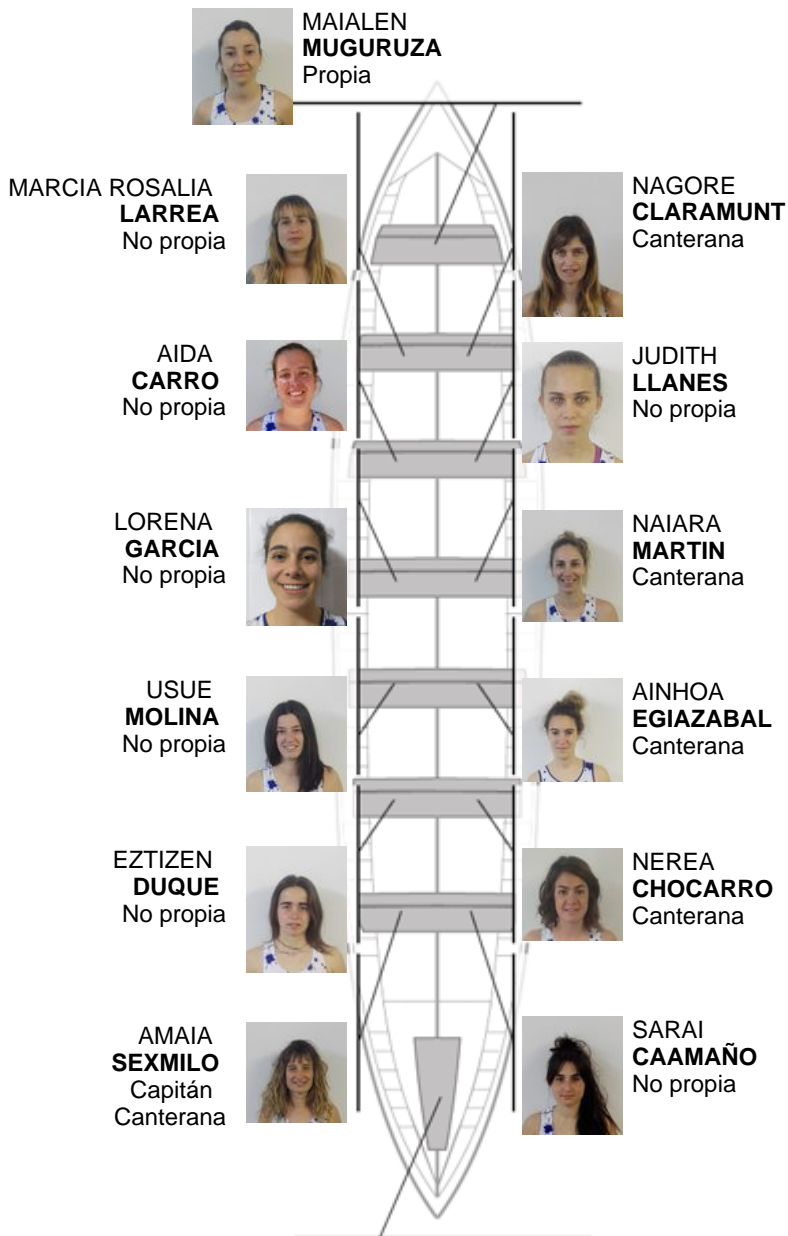 MAIALEN
MUGURUZA
Propia
MARCIA ROSALIA
LARREA
No propia
NAGORE
CLARAMUNT
Canterana
AIDA
CARRO
No propia
JUDITH
LLANES
No propia
LORENA
GARCIA
No propia
NAIARA
MARTIN
Canterana
USUE
MOLINA
No propia
AINHOA
EGIAZABAL
Canterana
EZTIZEN
DUQUE
No propia
NEREA
CHOCARRO
Canterana
AMAIA
SEXMILO
Capitán
Canterana
SARAI
CAAMAÑO
No propia